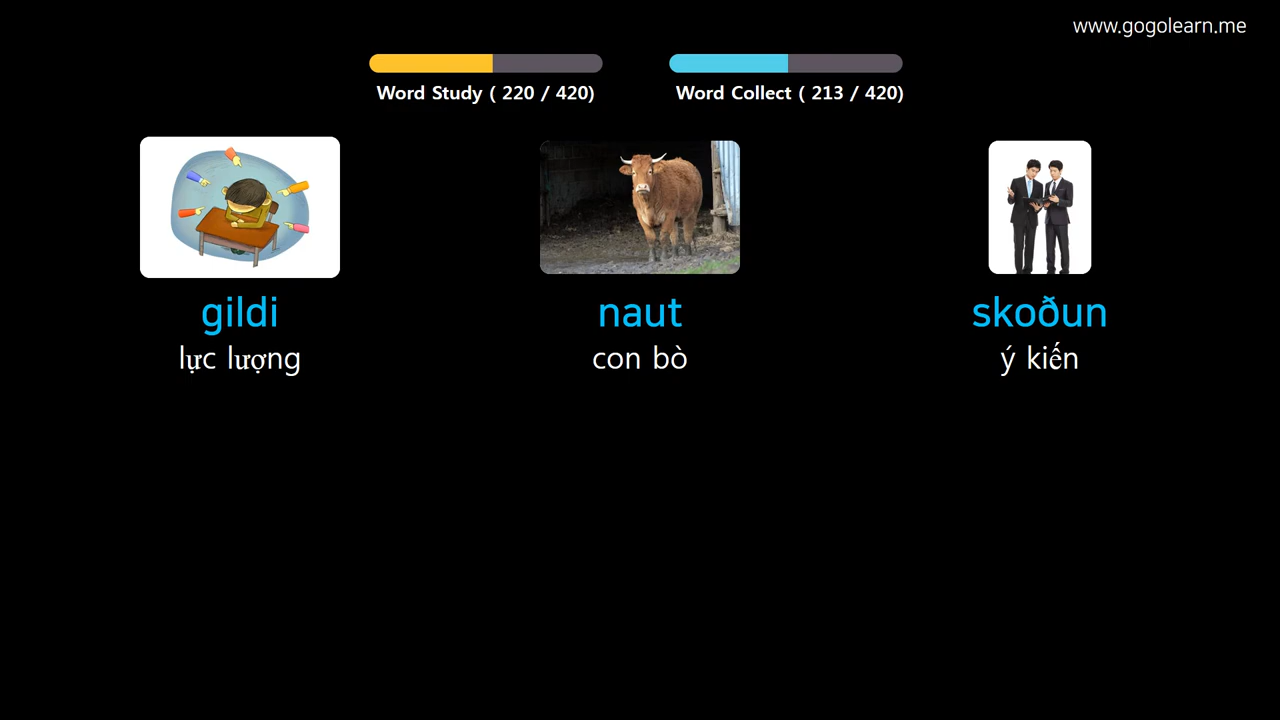 www.gogolearn.me
Word Study ( 220 / 420)
Word Collect ( 213 / 420)
gildi
naut
skoðun
lực lượng
con bò
ý kiến